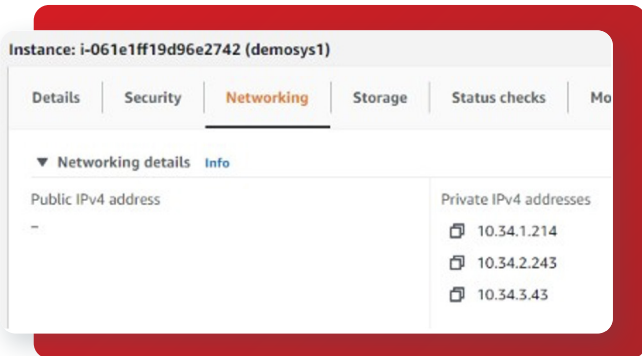 Instance: i-061e1ff19d96e2742 (demosys1)
Details Security Networking Storage Status checks Mo
▼ Networking details Info
Public IPv4 address Private IPv4 addresses
– 10.34.1.214
10.34.2.243
10.34.3.43